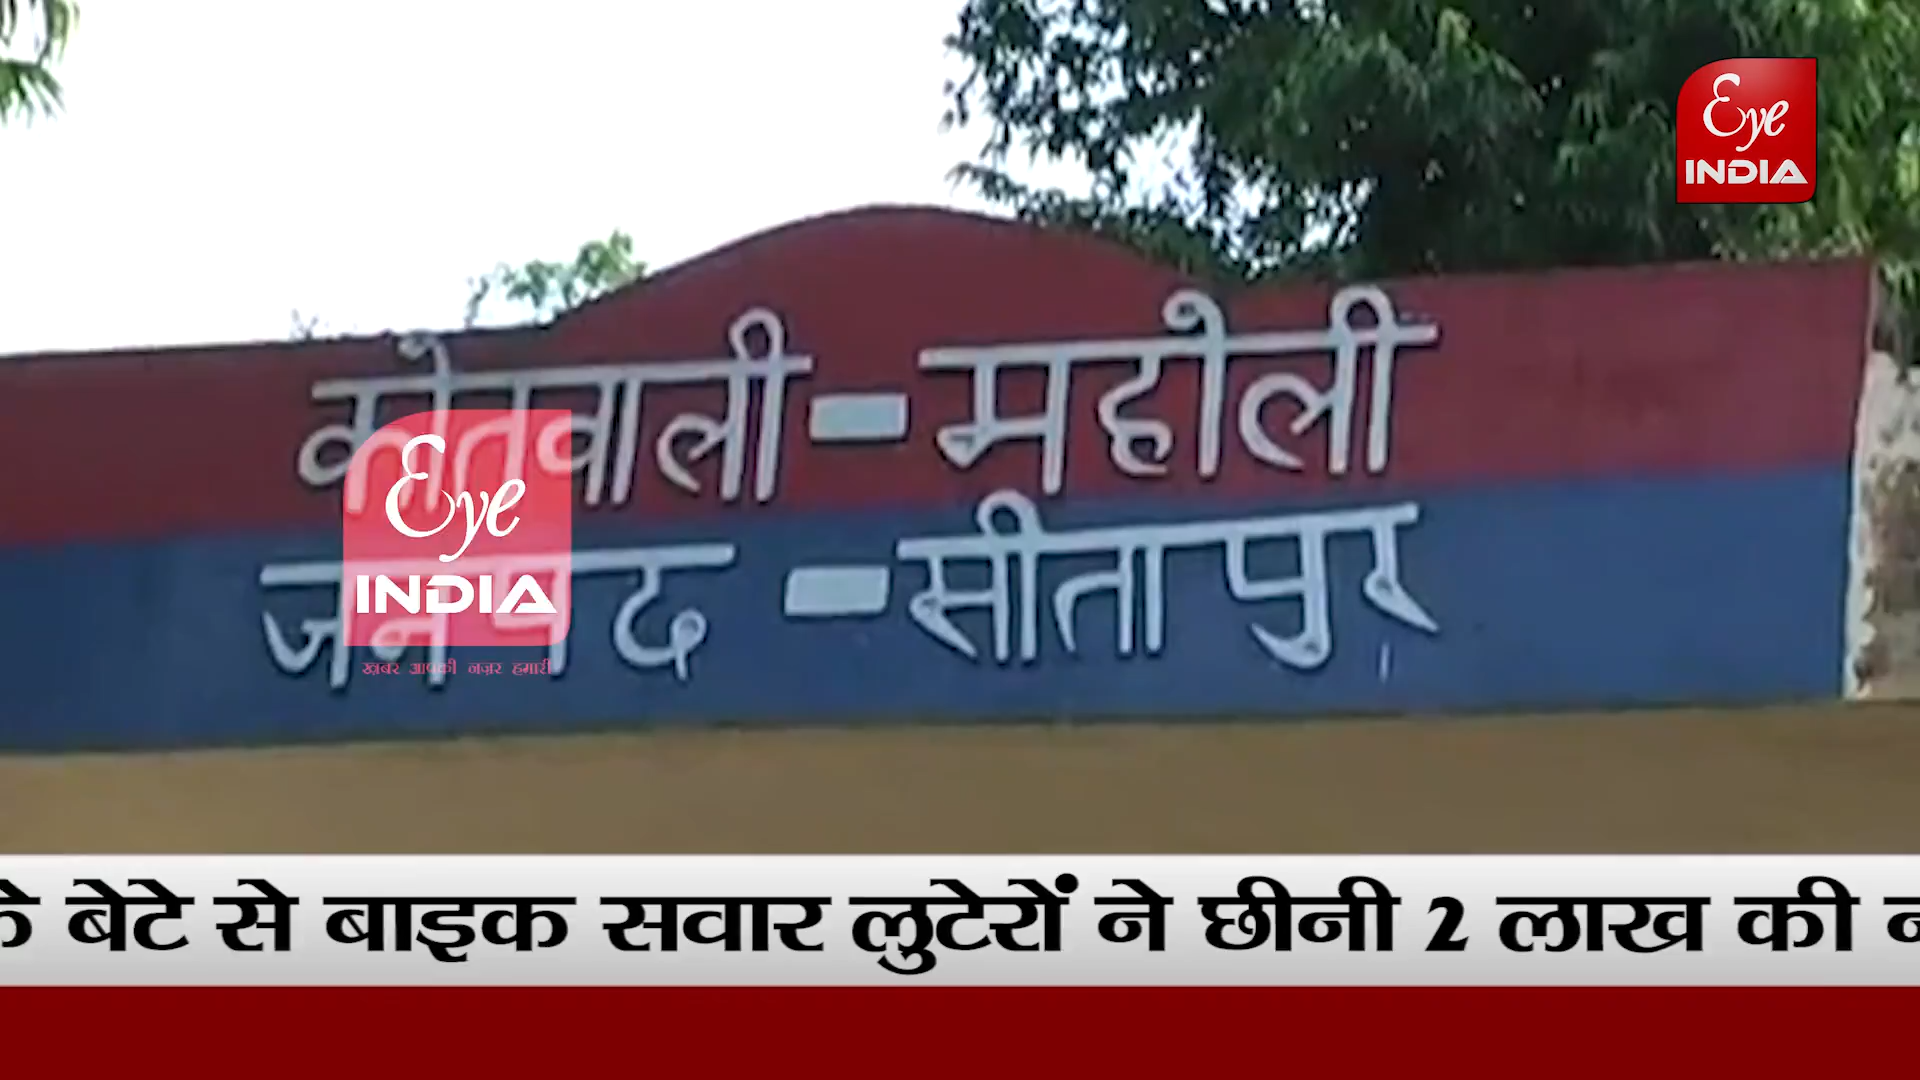 Eye
INDIA
कोतवाली - महोली
जनपद - सीतापुर
Eye
INDIA
ख़बर आपकी नज़र हमारी
के बेटे से बाइक सवार लुटेरों ने छीनी 2 लाख की